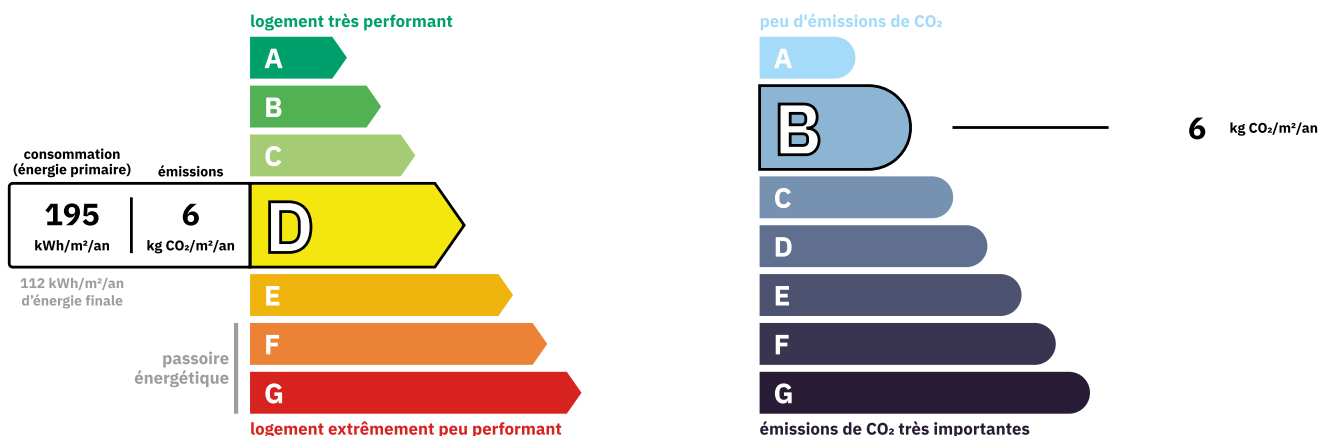 logement très performant
A
B
C
consommation
(énergie primaire)
émissions
195
kWh/m²/an
6
kg CO₂/m²/an
D
112 kWh/m²/an
d'énergie finale
E
passoire
énergétique
F
G
logement extrêmement peu performant
peu d'émissions de CO₂
A
B
6 kg CO₂/m²/an
C
D
E
F
G
émissions de CO₂ très importantes